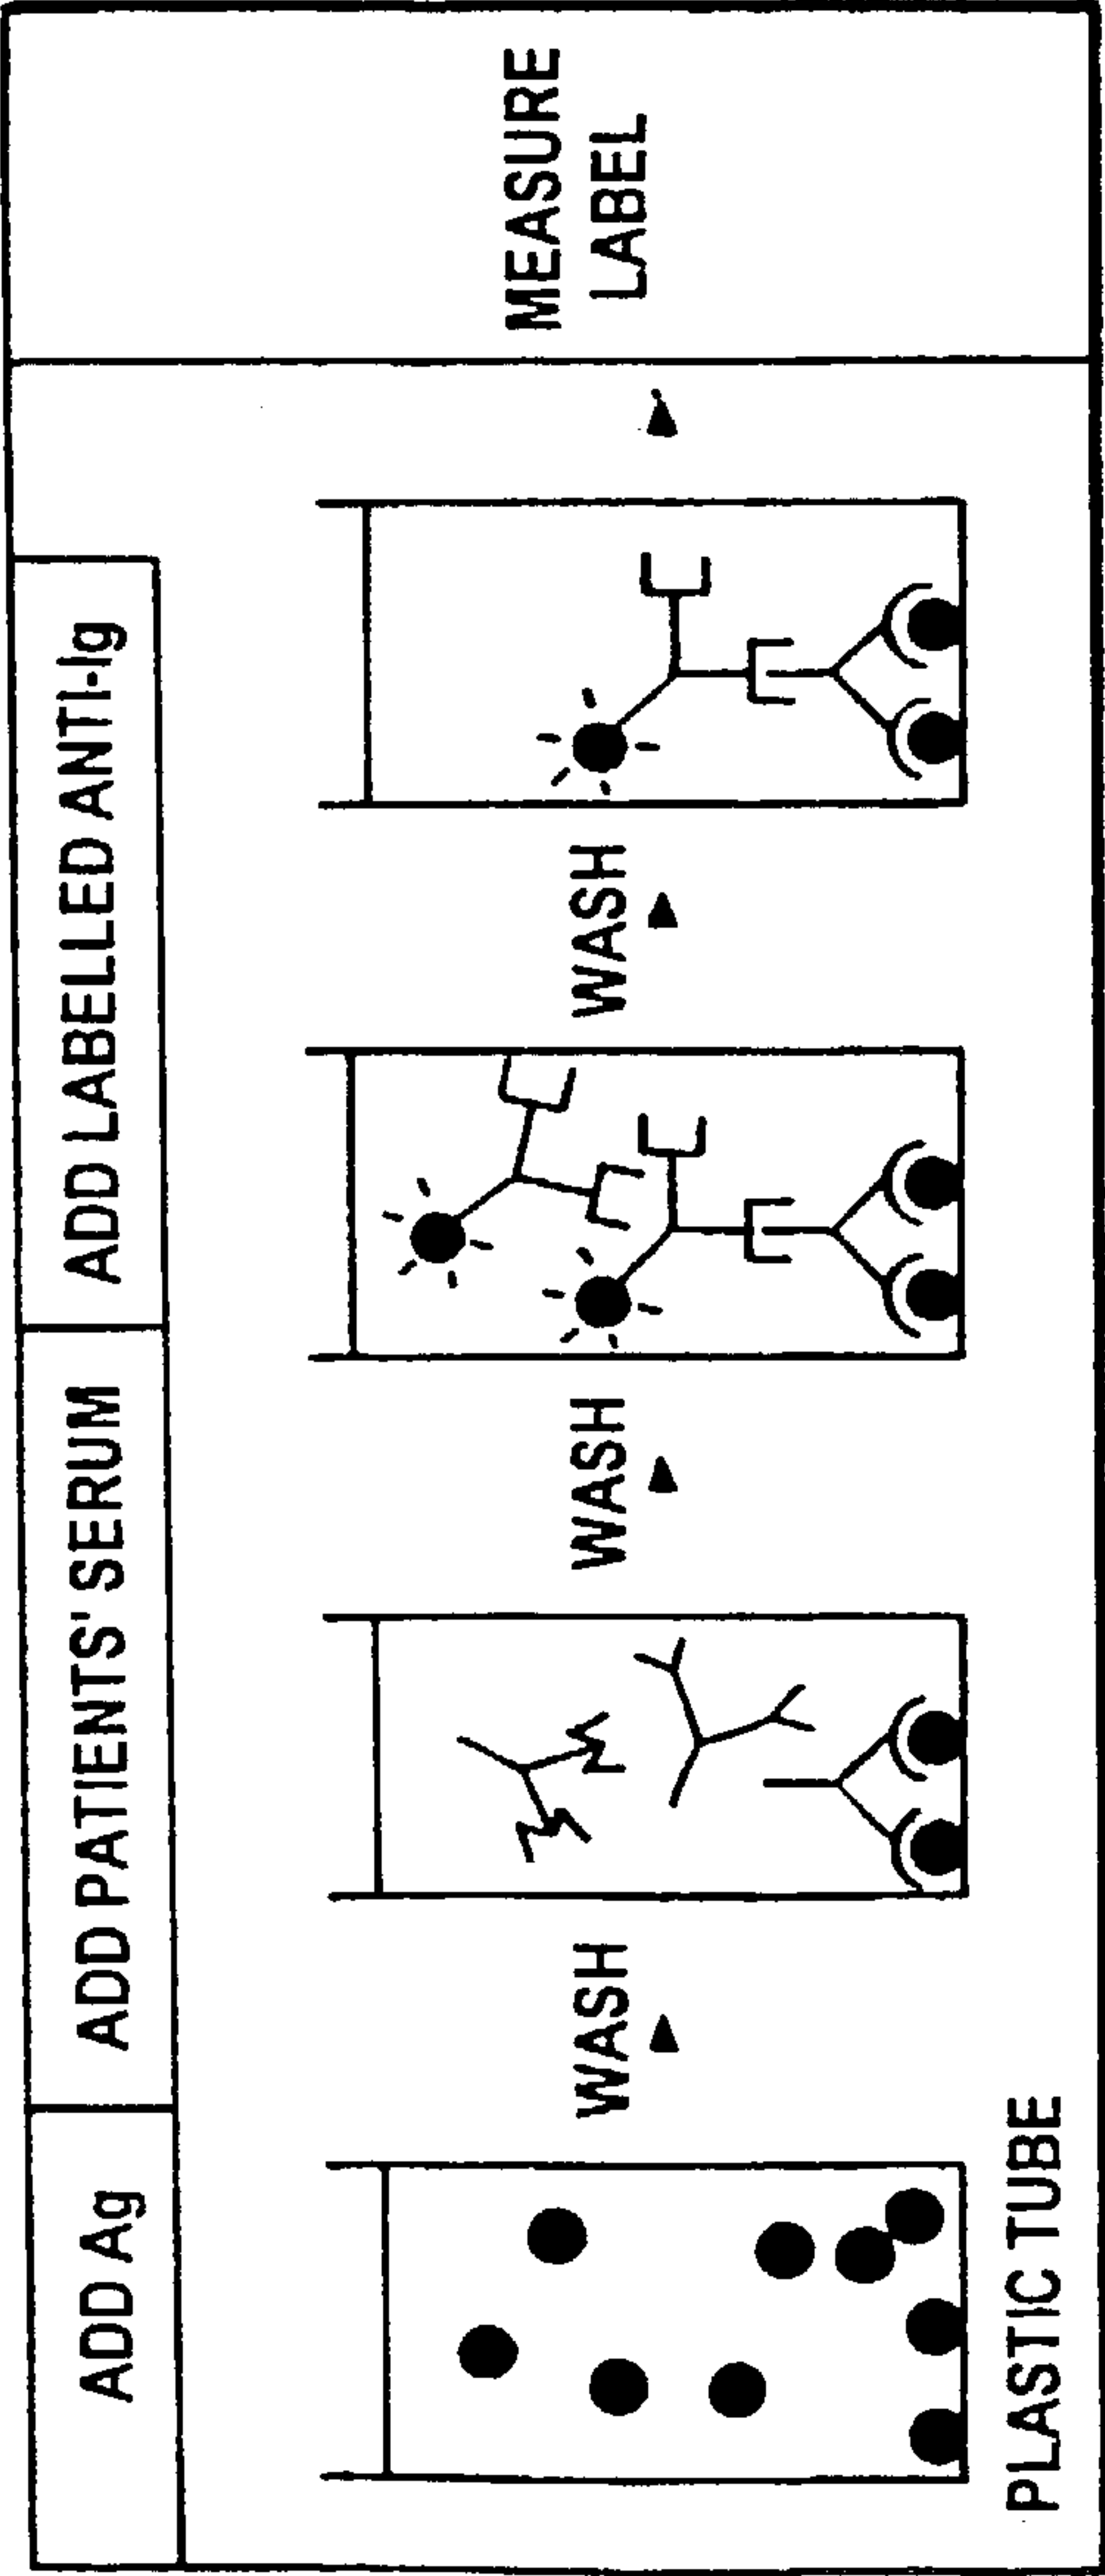 ADD Ag
ADD PATIENTS' SERUM
ADD LABELLED ANTI-Ig
WASH
WASH
WASH
MEASURE
LABEL
PLASTIC TUBE